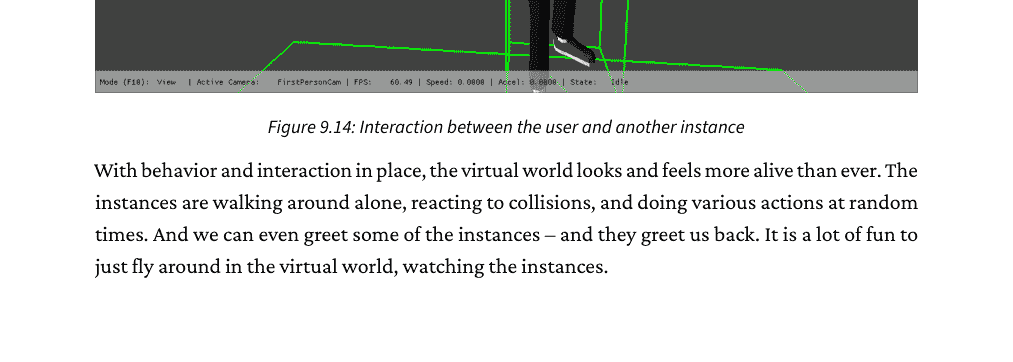 Mode (F10): View | Active Camera: FirstPersonCam | FPS: 60.49 | Speed: 0.0000 | Accel: 0.0000 | State: Idle
Figure 9.14: Interaction between the user and another instance
With behavior and interaction in place, the virtual world looks and feels more alive than ever. The
instances are walking around alone, reacting to collisions, and doing various actions at random
times. And we can even greet some of the instances – and they greet us back. It is a lot of fun to
just fly around in the virtual world, watching the instances.